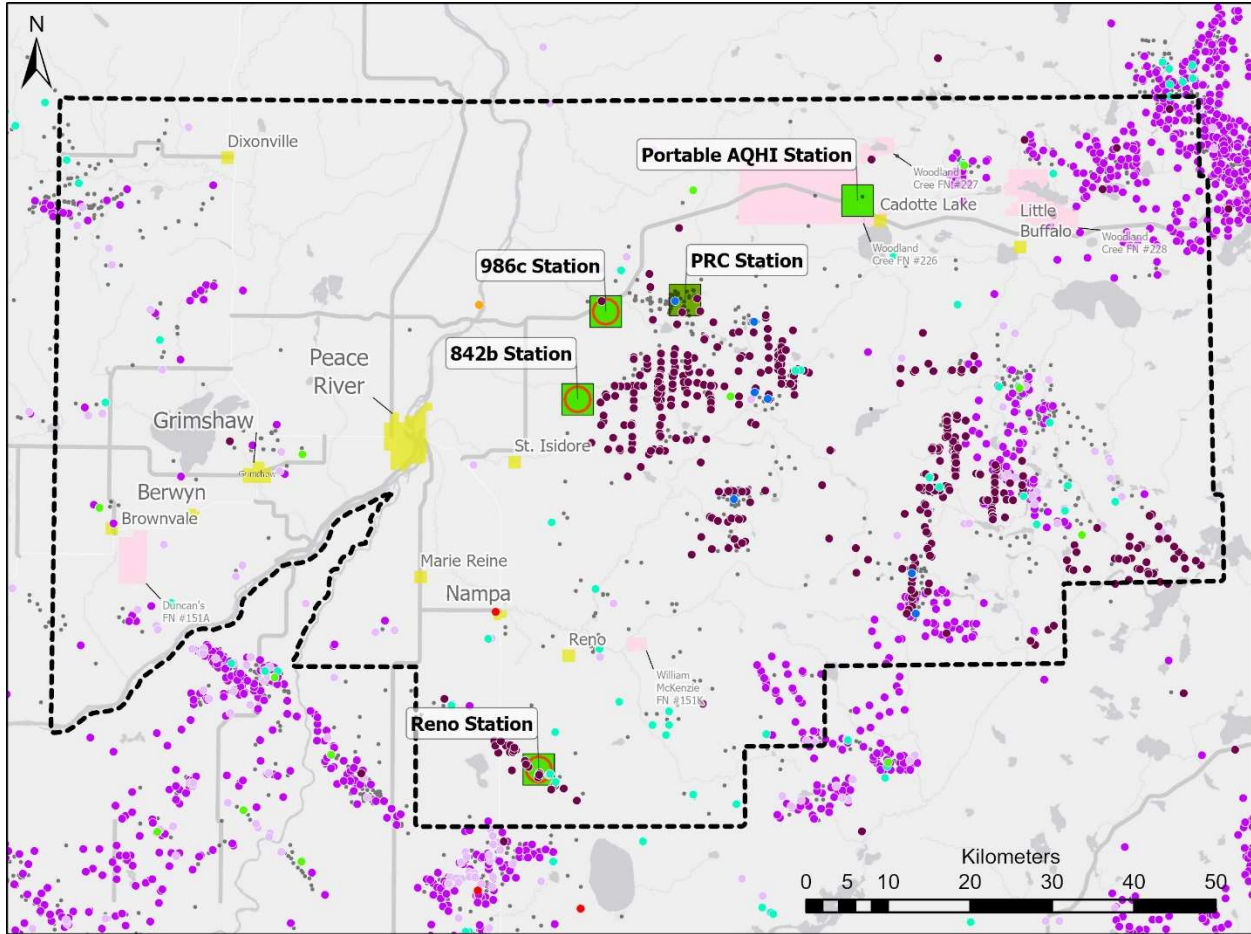 N
Dixonville
Portable AQHI Station
Woodland
Cree FN #227
Cadotte Lake
Little
Buffalo
Woodland
Cree FN #226
Woodland
Cree FN #228
986c Station
PRC Station
842b Station
Peace
River
Grimshaw
Grimshaw
St. Isidore
Berwyn
Brownvale
Marie Reine
Duncan's
FN #151A
Nampa
Reno
William
McKenzie
FN #151K
Reno Station
Kilometers
0 5 10 20 30 40 50